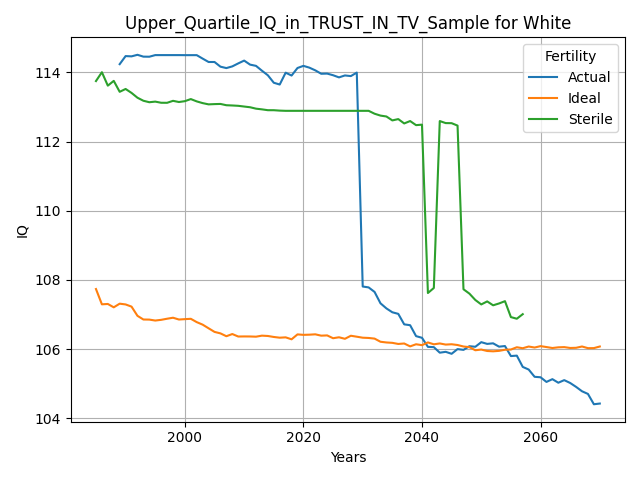 Upper_Quartile_IQ_in_TRUST_IN_TV_Sample for White
Fertility
Actual
Ideal
Sterile
IQ
114
112
110
108
106
104
2000
2020
2040
2060
Years